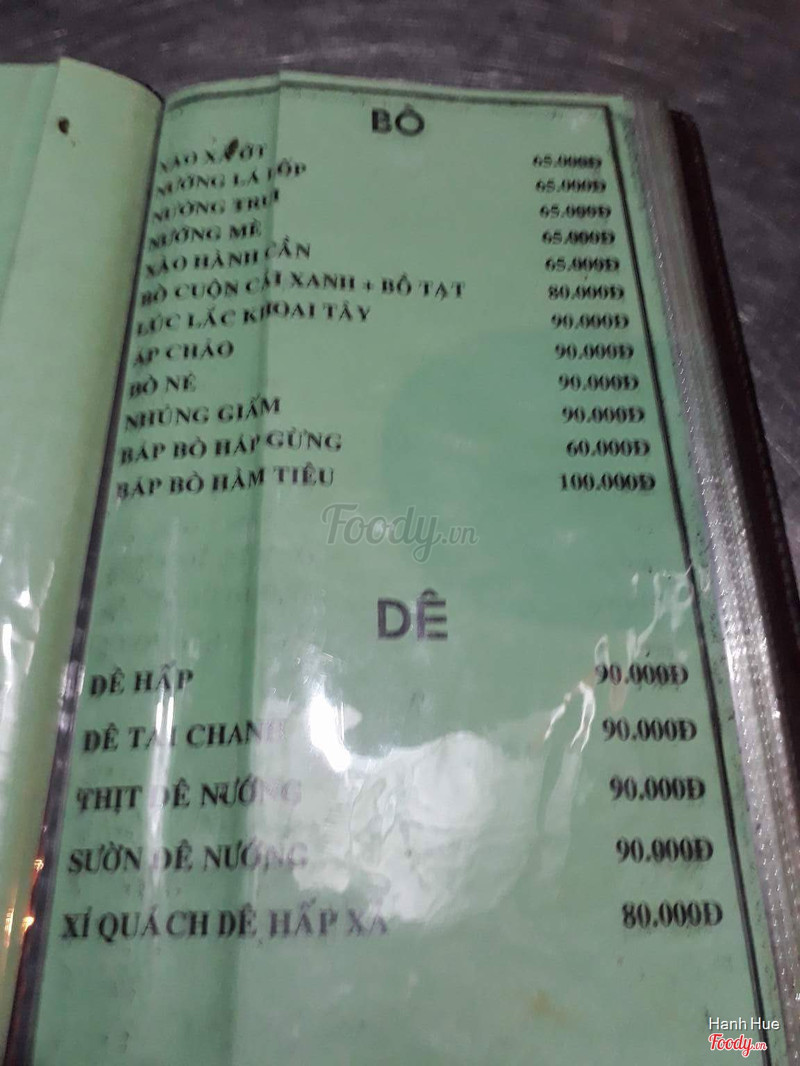 BÒ
XÀO XẢ ỚT 65.000Đ
NƯỚNG LÁ LỐP 65.000Đ
NƯỚNG TRUI 65.000Đ
NƯỚNG MÈ 65.000Đ
XÀO HÀNH CẦN 65.000Đ
BÒ CUỘN CẢI XANH + BỒ TẠT 80.000Đ
LÚC LẮC KHOAI TÂY 90.000Đ
ÁP CHẢO 90.000Đ
BÒ NÉ 90.000Đ
NHÚNG GIẤM 90.000Đ
BẮP BÒ HẤP GỪNG 60.000Đ
BẮP BÒ HẦM TIÊU 100.000Đ
Foody.vn
DÊ
DÊ HẤP 90.000Đ
DÊ TÁI CHANH 90.000Đ
THỊT DÊ NƯỚNG 90.000Đ
SƯỜN DÊ NƯỚNG 90.000Đ
XÍ QUÁCH DÊ HẤP XẢ 80.000Đ
Hanh Hue
Foody.vn